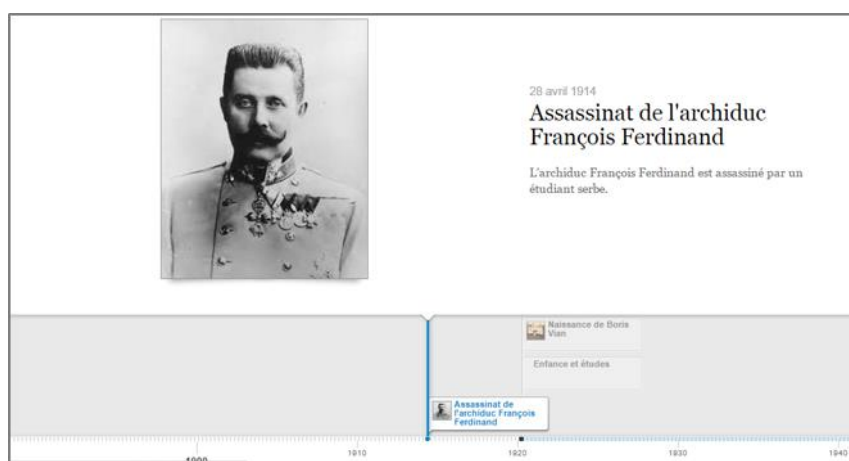 28 avril 1914
Assassinat de l'archiduc
François Ferdinand
L'archiduc François Ferdinand est assassiné par un
étudiant serbe.
Naissance de Boris
Vian
Enfance et études
Assassinat de
l'archiduc François
Ferdinand
1900
1910
1920
1930
1940